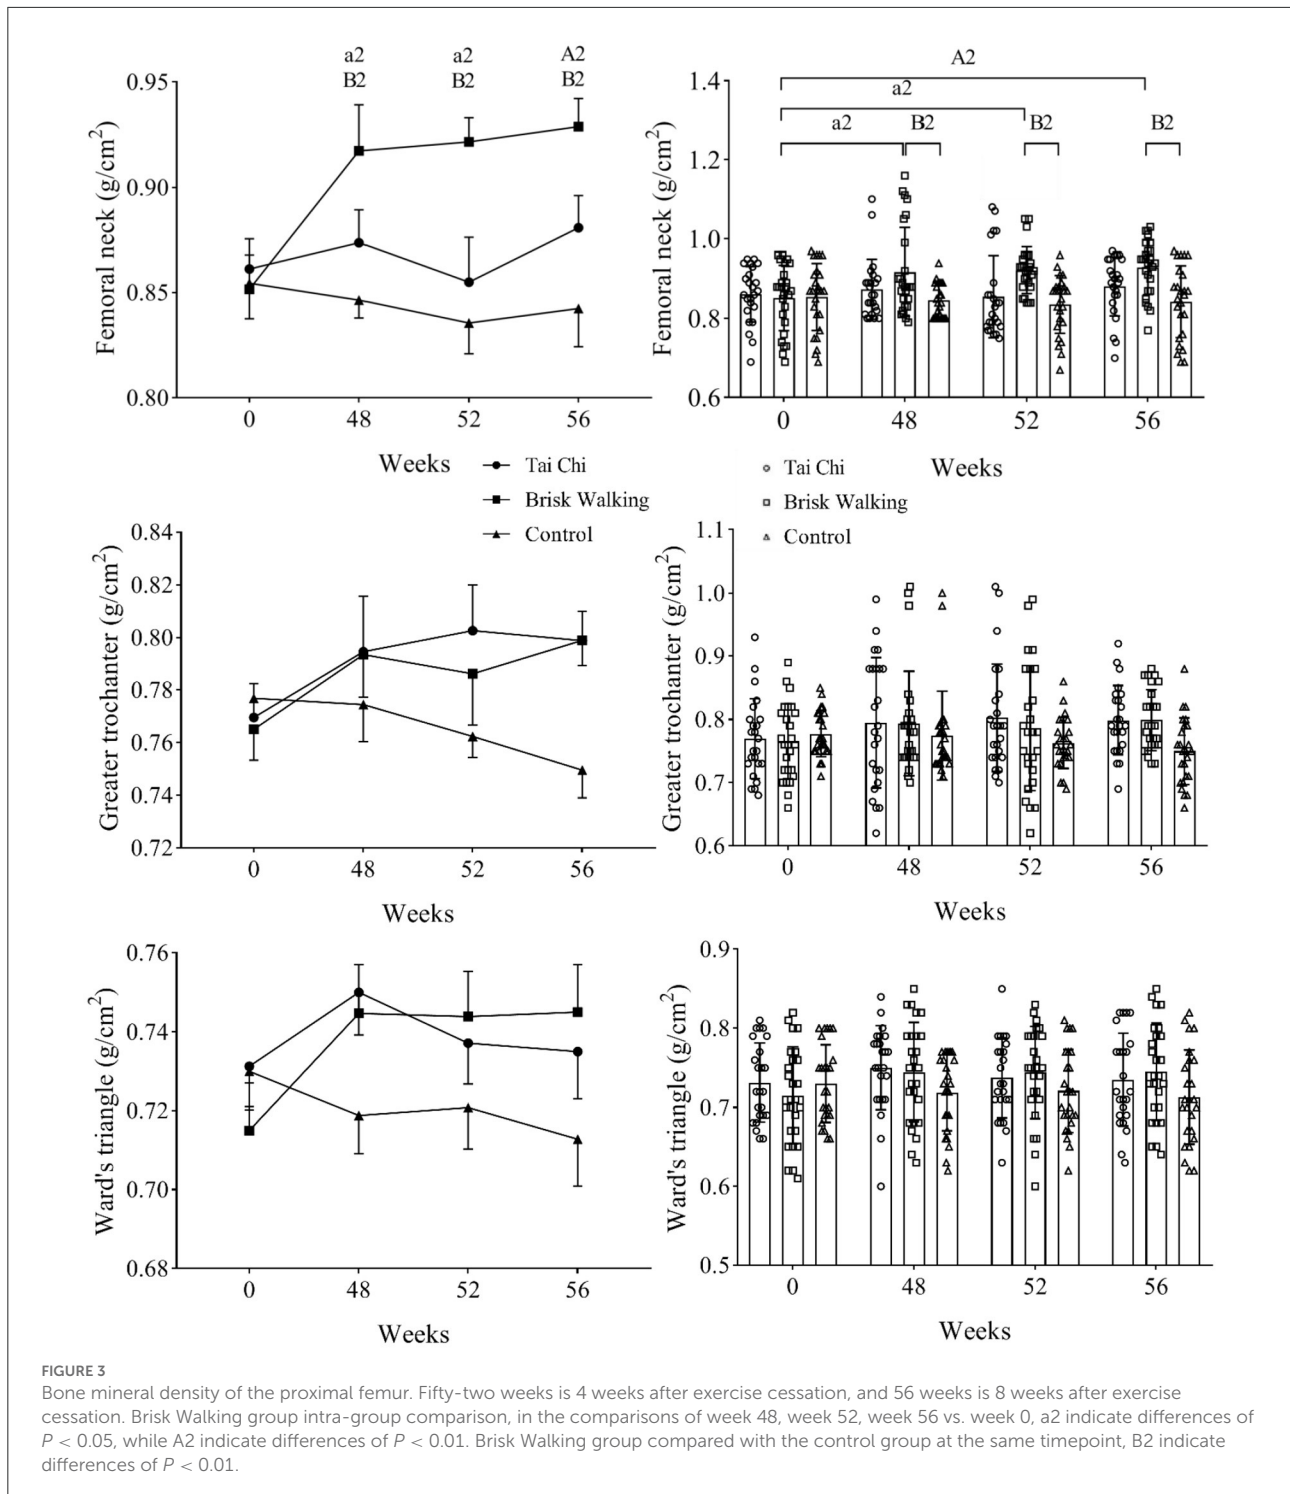 a2 a2 A2
B2 B2 B2
0.95
0.90
0.85
0.80
Femoral neck (g/cm2)
0 48 52 56
Weeks
A2
a2
a2 B2 B2 B2
1.4
1.2
1.0
0.8
0.6
Femoral neck (g/cm2)
0 48 52 56
Weeks
Tai Chi
Brisk Walking
Control
Tai Chi
Brisk Walking
Control
0.84
0.82
0.80
0.78
0.76
0.74
0.72
Greater trochanter (g/cm2)
0 48 52 56
Weeks
1.1
1.0
0.9
0.8
0.7
0.6
Greater trochanter (g/cm2)
0 48 52 56
Weeks
0.76
0.74
0.72
0.70
0.68
Ward's triangle (g/cm2)
0 48 52 56
Weeks
0.9
0.8
0.7
0.6
0.5
Ward's triangle (g/cm2)
0 48 52 56
Weeks
FIGURE 3
Bone mineral density of the proximal femur. Fifty-two weeks is 4 weeks after exercise cessation, and 56 weeks is 8 weeks after exercise
cessation. Brisk Walking group intra-group comparison, in the comparisons of week 48, week 52, week 56 vs. week 0, a2 indicate differences of
P < 0.05, while A2 indicate differences of P < 0.01. Brisk Walking group compared with the control group at the same timepoint, B2 indicate
differences of P < 0.01.